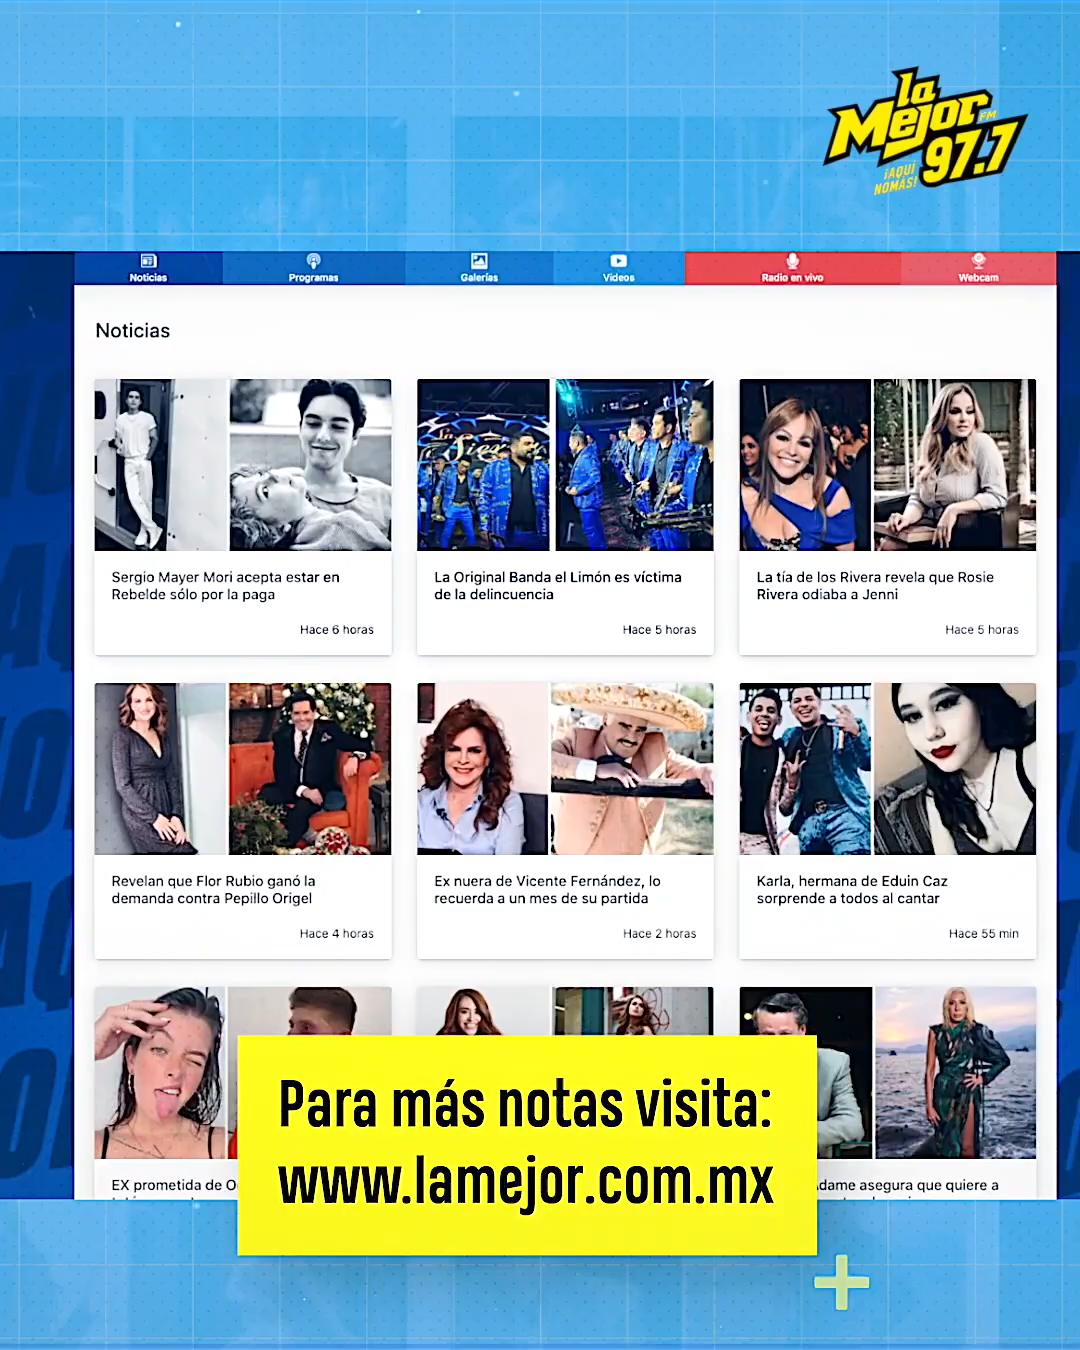 la
Mejor FM
97.7
¡AQUÍ
NOMÁS!
Noticias
Programas
Galerías
Videos
Radio en vivo
Webcam
Noticias
Sergio Mayer Mori acepta estar en
Rebelde sólo por la paga
Hace 6 horas
La Original Banda el Limón es víctima
de la delincuencia
Hace 5 horas
La tía de los Rivera revela que Rosie
Rivera odiaba a Jenni
Hace 5 horas
Revelan que Flor Rubio ganó la
demanda contra Pepillo Origel
Hace 4 horas
Ex nuera de Vicente Fernández, lo
recuerda a un mes de su partida
Hace 2 horas
Karla, hermana de Eduin Caz
sorprende a todos al cantar
Hace 55 min
EX prometida de
dame asegura que quiere a
Para más notas visita:
www.lamejor.com.mx